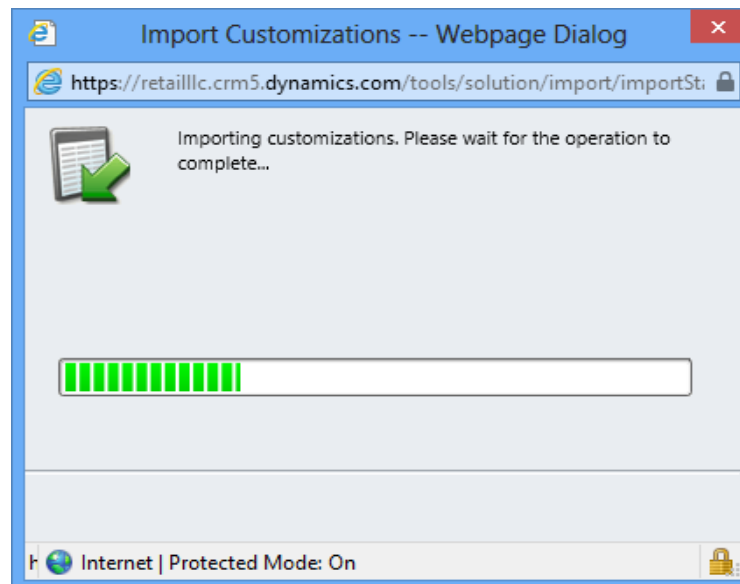 Import Customizations -- Webpage Dialog
https://retailllc.crm5.dynamics.com/tools/solution/import/importSta
Importing customizations. Please wait for the operation to
complete...
Internet | Protected Mode: On